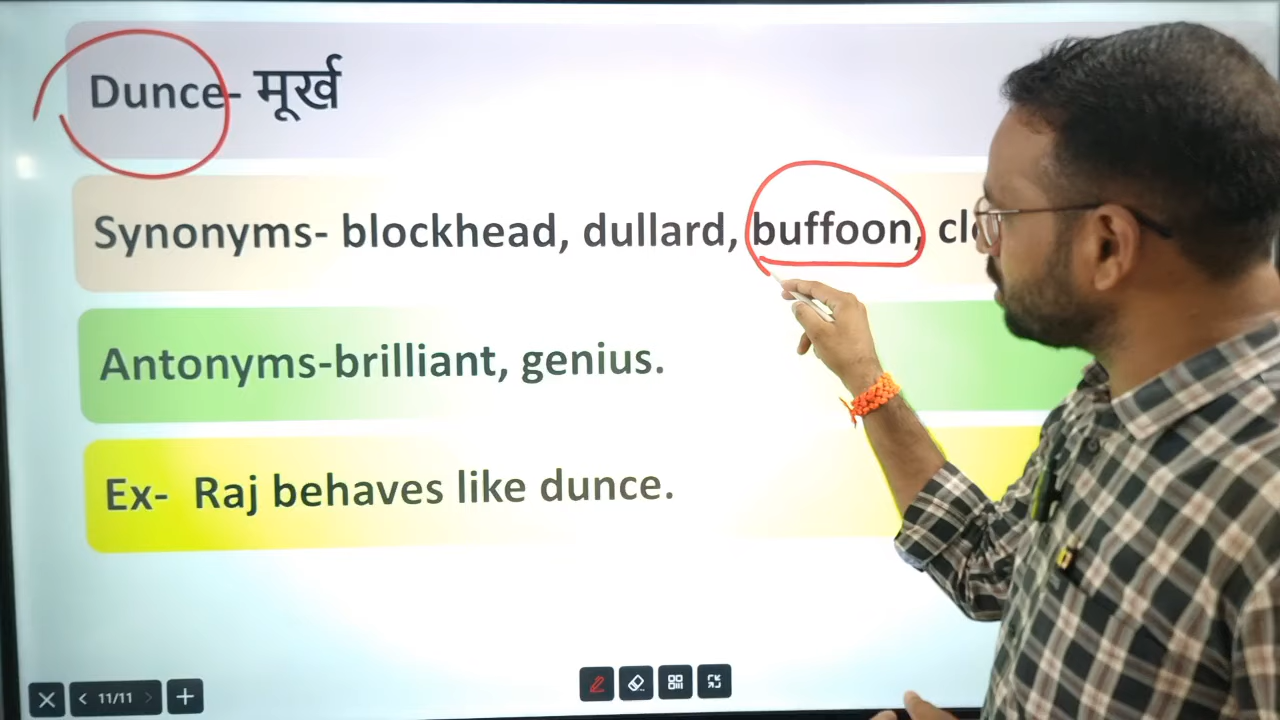 Dunce- मूर्ख
Synonyms- blockhead, dullard, buffoon,
Antonyms-brilliant, genius.
Ex- Raj behaves like dunce.
11/11